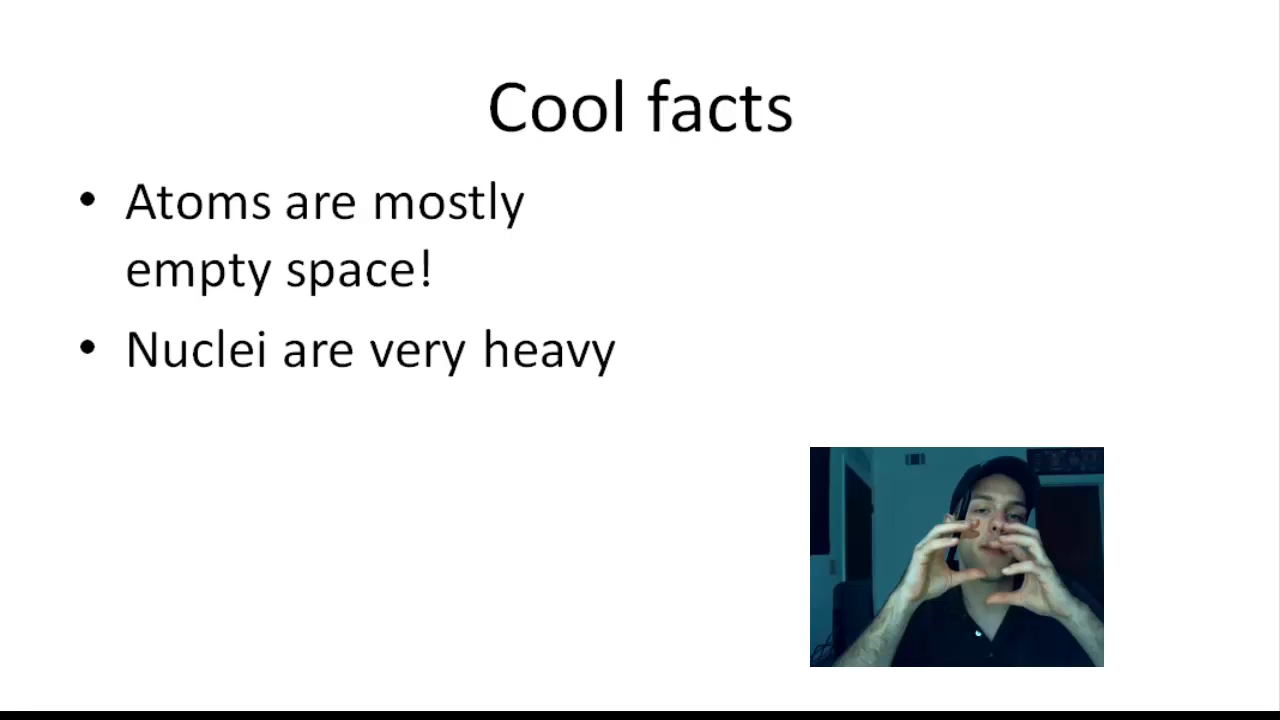 Cool facts
• Atoms are mostly
empty space!
• Nuclei are very heavy